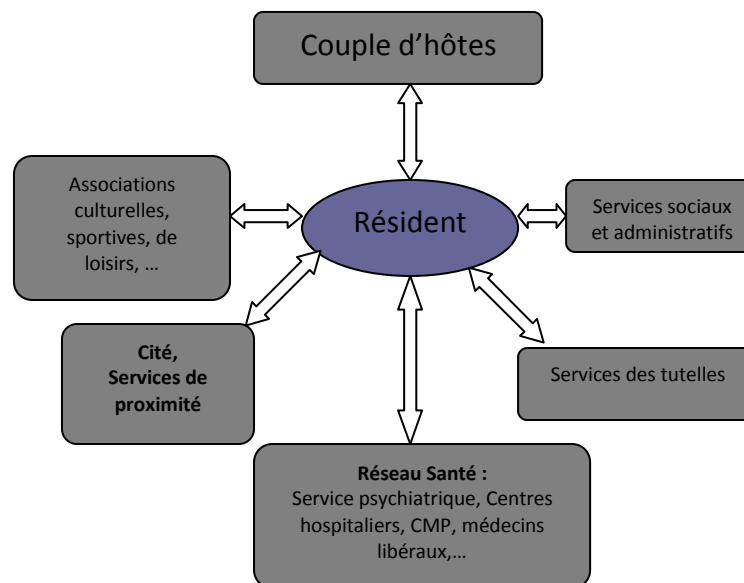 Couple d’hôtes
Associations
culturelles,
sportives, de
loisirs, …
Résident
Services sociaux
et administratifs
Cité,
Services de
proximité
Services des tutelles
Réseau Santé :
Service psychiatrique, Centres
hospitaliers, CMP, médecins
libéraux,…